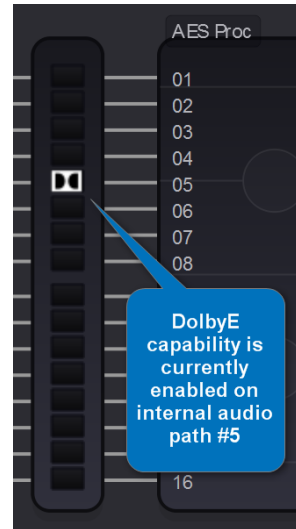 AES Proc
01
02
03
04
05
06
07
08
DolbyE
capability is
currently
enabled on
internal audio
path #5
16